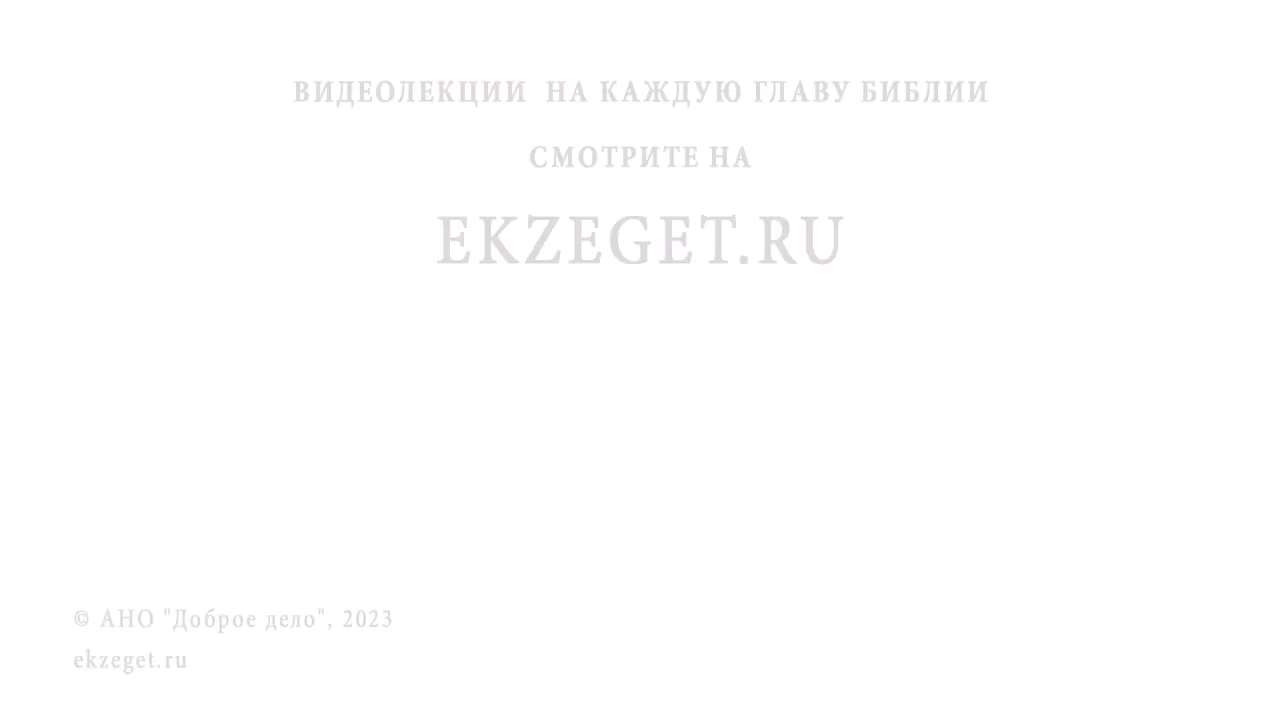 ВИДЕОЛЕКЦИИ НА КАЖДУЮ ГЛАВУ БИБЛИИ
СМОТРИТЕ НА
EKZEGET.RU
© АНО "Доброе дело", 2023
ekzeget.ru